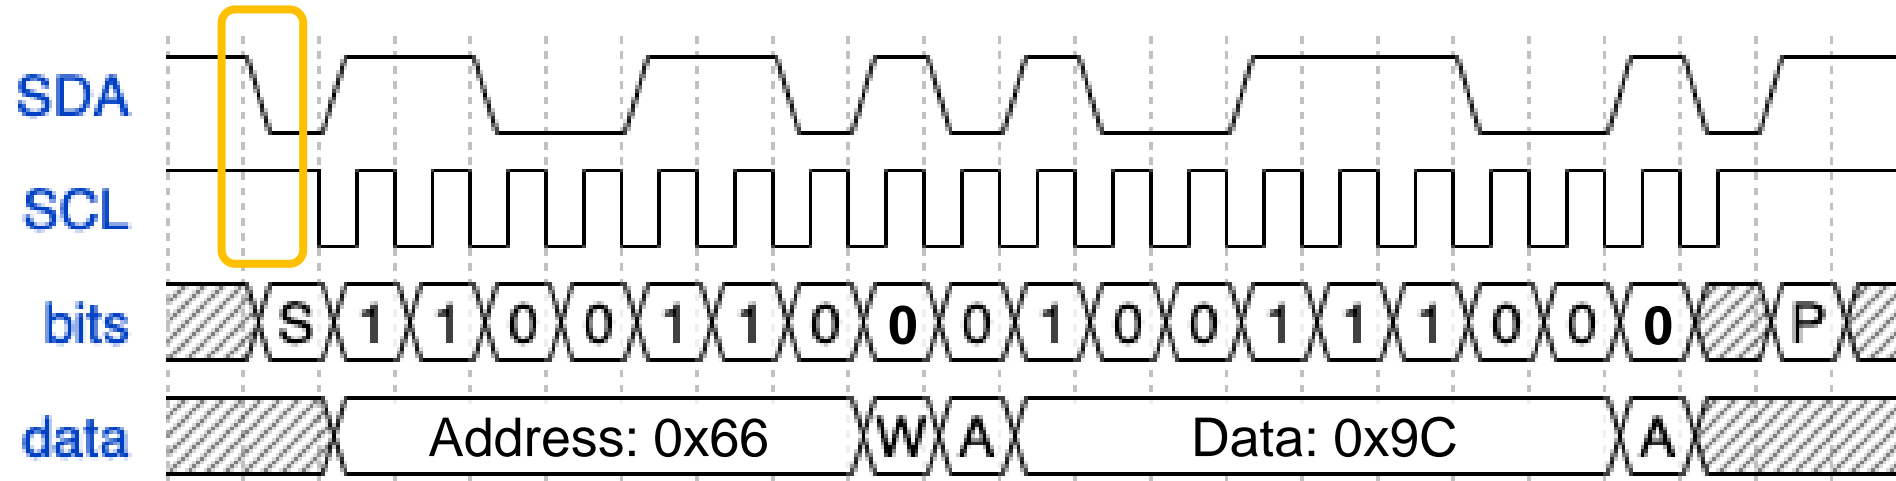 SDA
SCL
bits S 1 1 0 0 1 1 0 0 0 1 0 0 1 1 1 0 0 0 P
data Address: 0x66 W A Data: 0x9C A